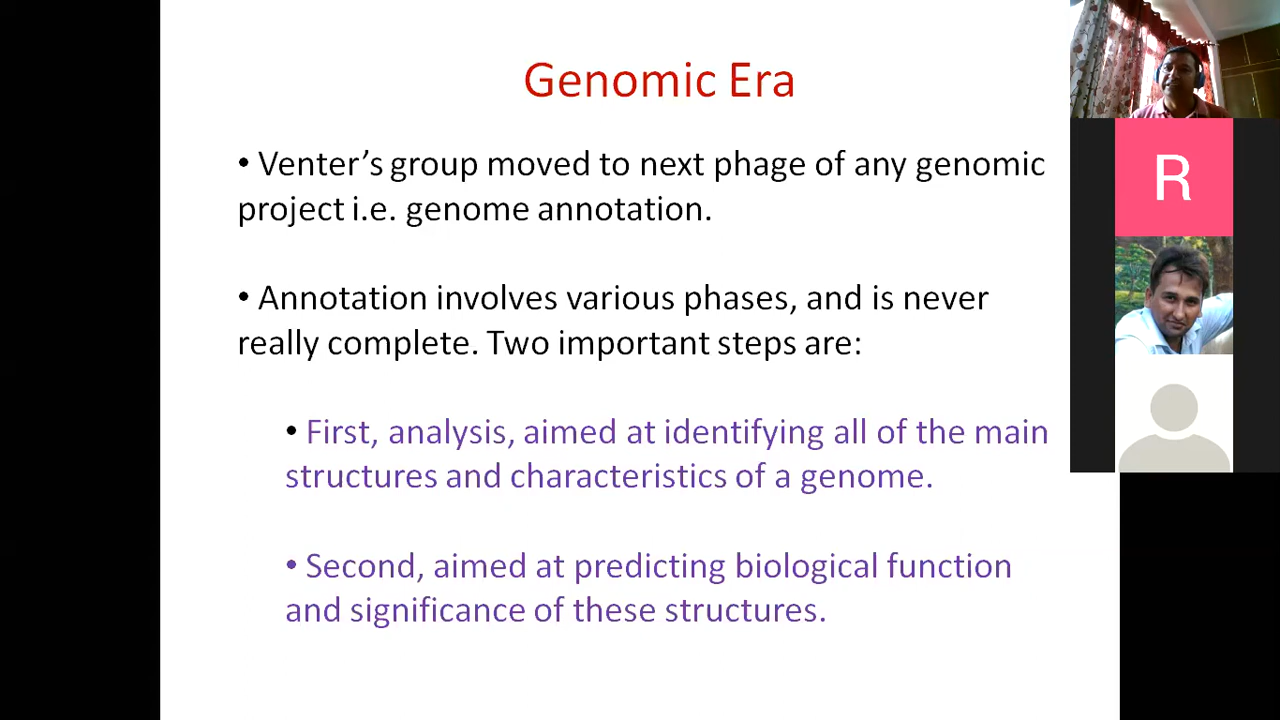 Genomic Era
• Venter's group moved to next phage of any genomic
project i.e. genome annotation.
• Annotation involves various phases, and is never
really complete. Two important steps are:
• First, analysis, aimed at identifying all of the main
structures and characteristics of a genome.
• Second, aimed at predicting biological function
and significance of these structures.
R